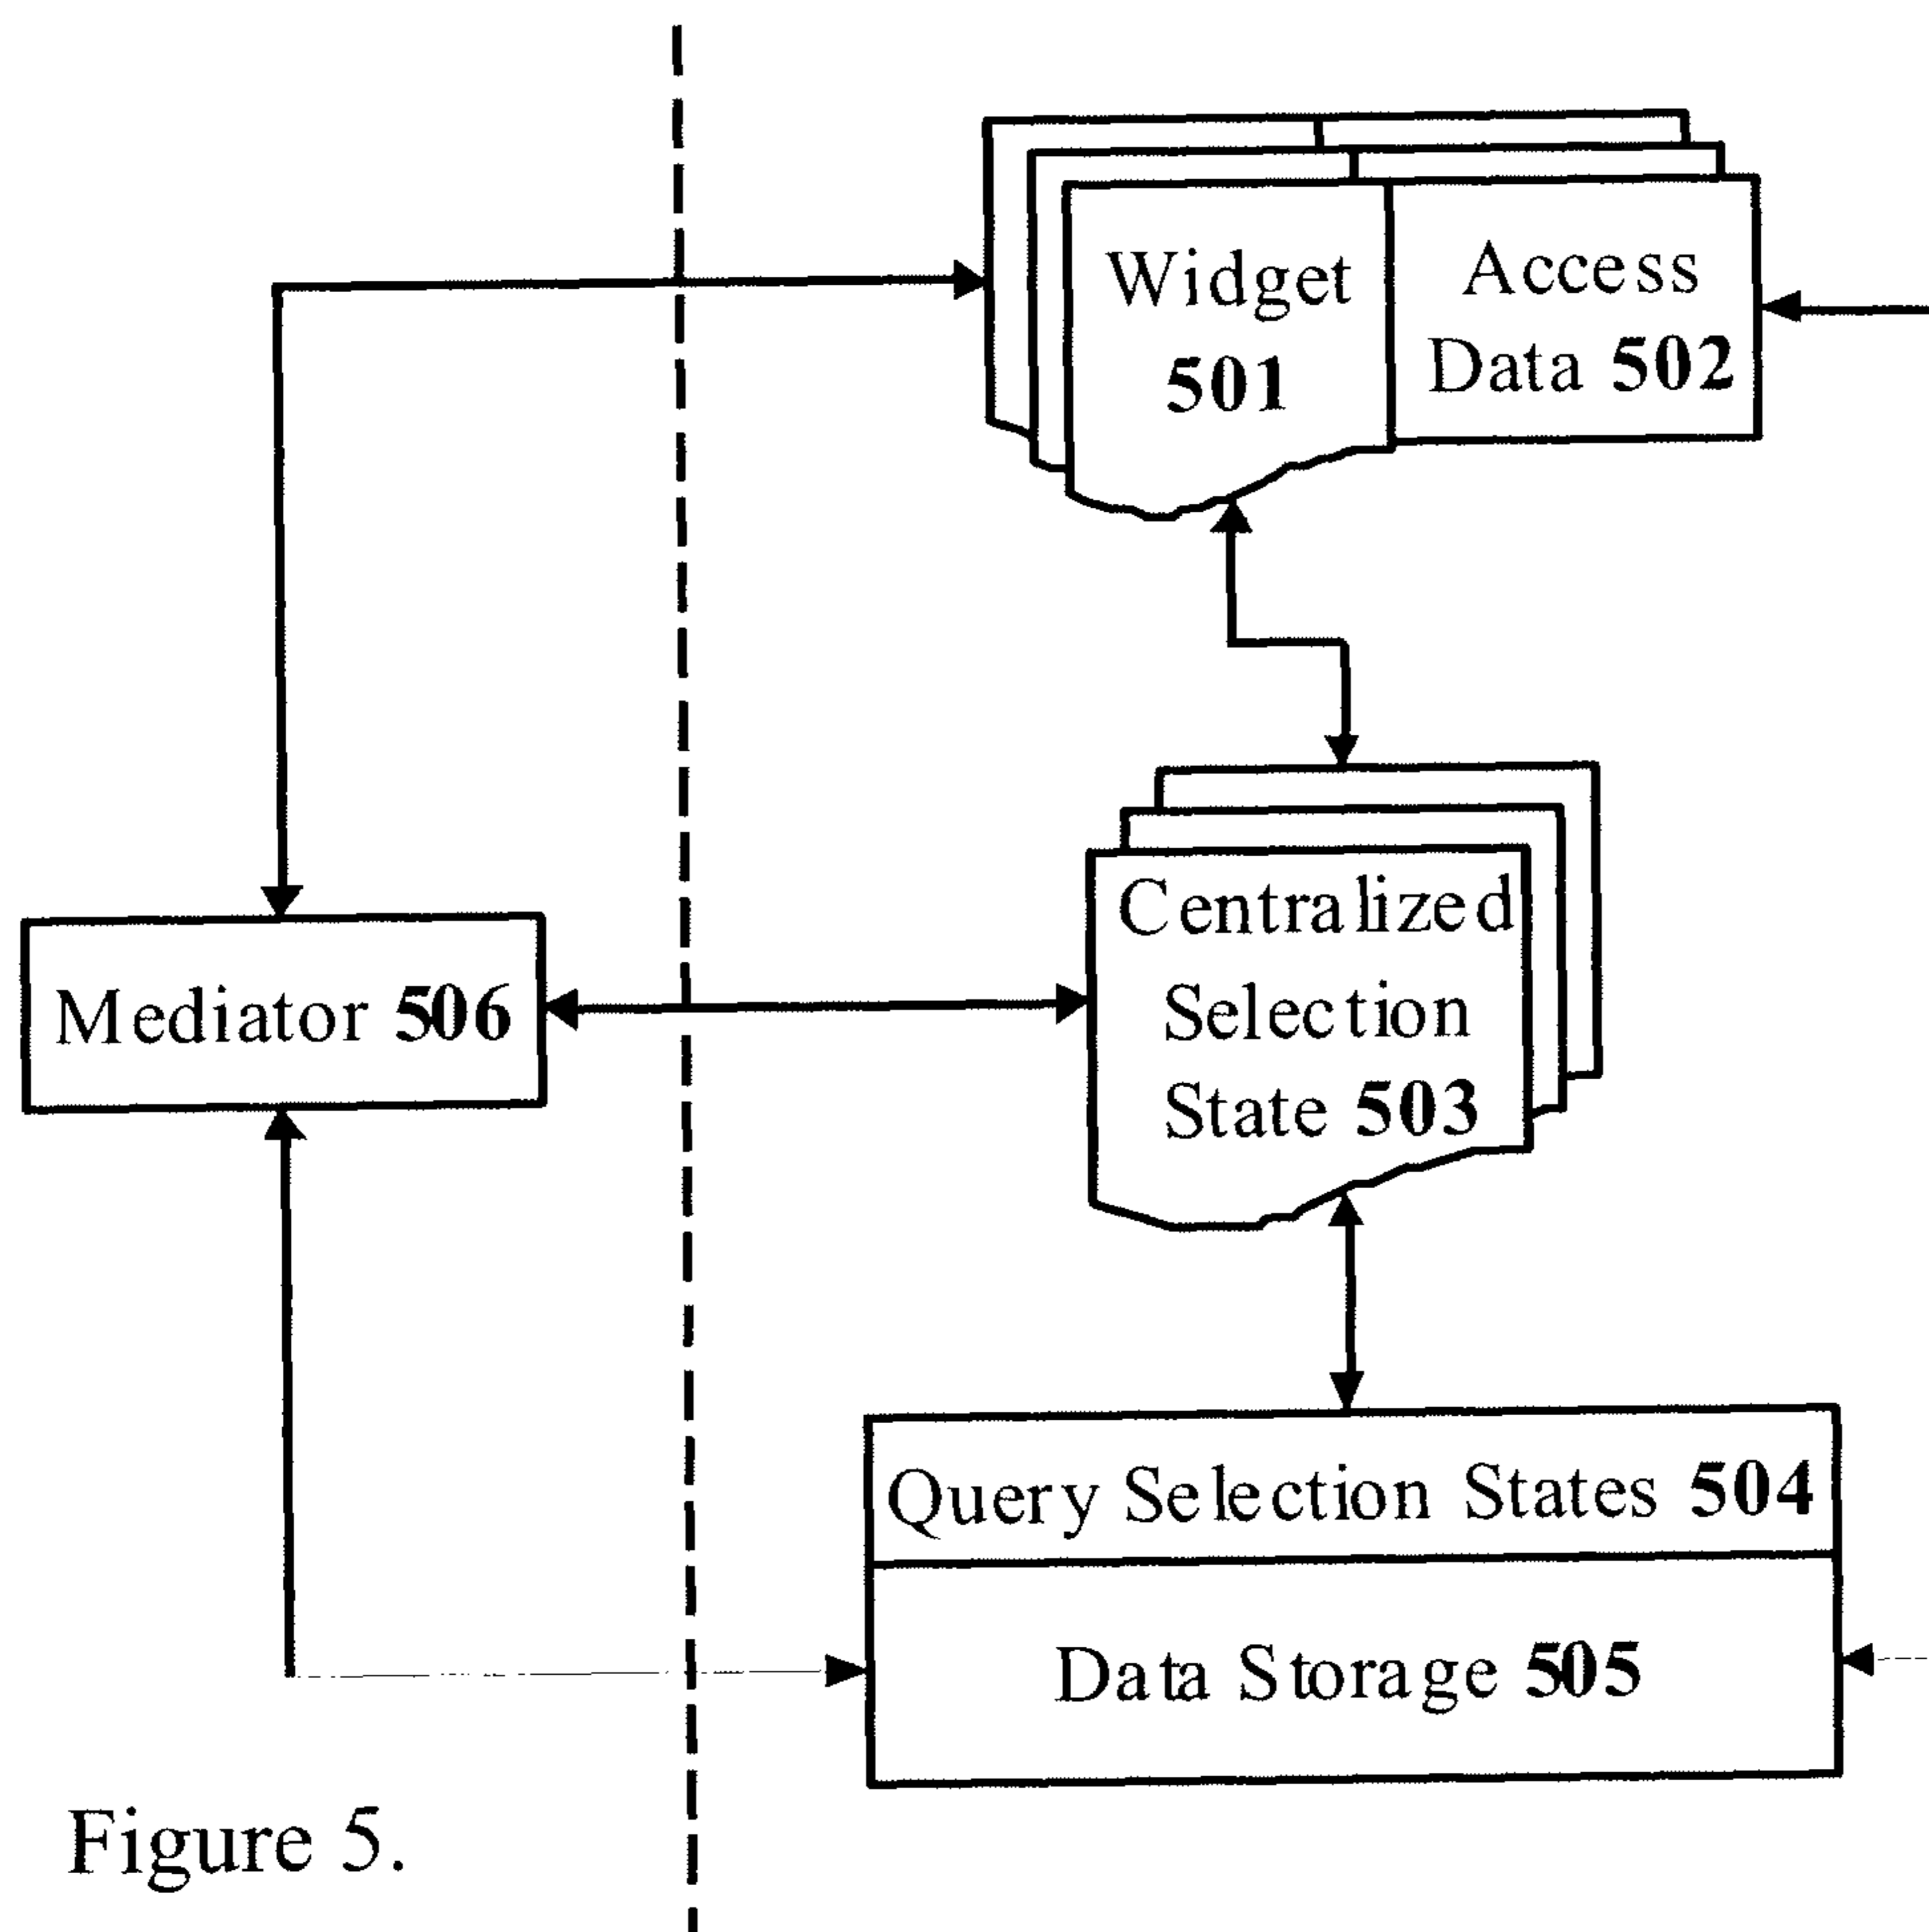 Widget
501
Access
Data 502
Centralized
Selection
State 503
Mediator 506
Query Selection States 504
Data Storage 505
Figure 5.